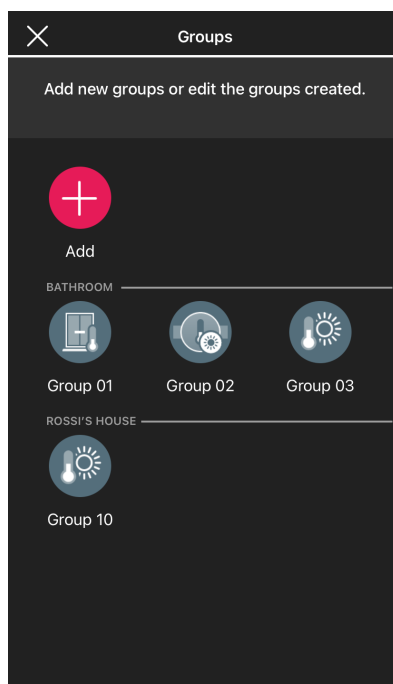 Groups
Add new groups or edit the groups created.
Add
BATHROOM
Group 01 Group 02 Group 03
ROSSI'S HOUSE
Group 10